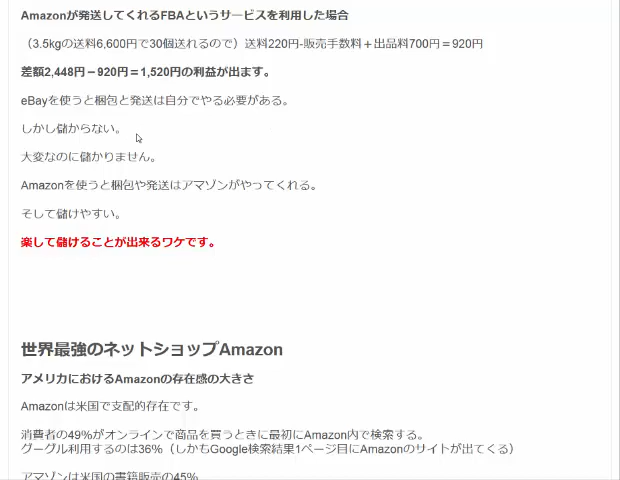 Amazonが発送してくれるFBAというサービスを利用した場合
（3.5kgの送料6,600円で30個送れるので）送料220円-販売手数料＋出品料700円＝920円
差額2,448円－920円＝1,520円の利益が出ます。
eBayを使うと梱包と発送は自分でやる必要がある。
しかし儲からない。
大変なのに儲かりません。
Amazonを使うと梱包や発送はアマゾンがやってくれる。
そして儲けやすい。
楽して儲けることが出来るワケです。
世界最強のネットショップAmazon
アメリカにおけるAmazonの存在感の大きさ
Amazonは米国で支配的存在です。
消費者の49%がオンラインで商品を買うときに最初にAmazon内で検索する。
グーグル利用するのは36%（しかもGoogle検索結果1ページ目にAmazonのサイトが出てくる）
アマゾンは米国の書籍販売の45%